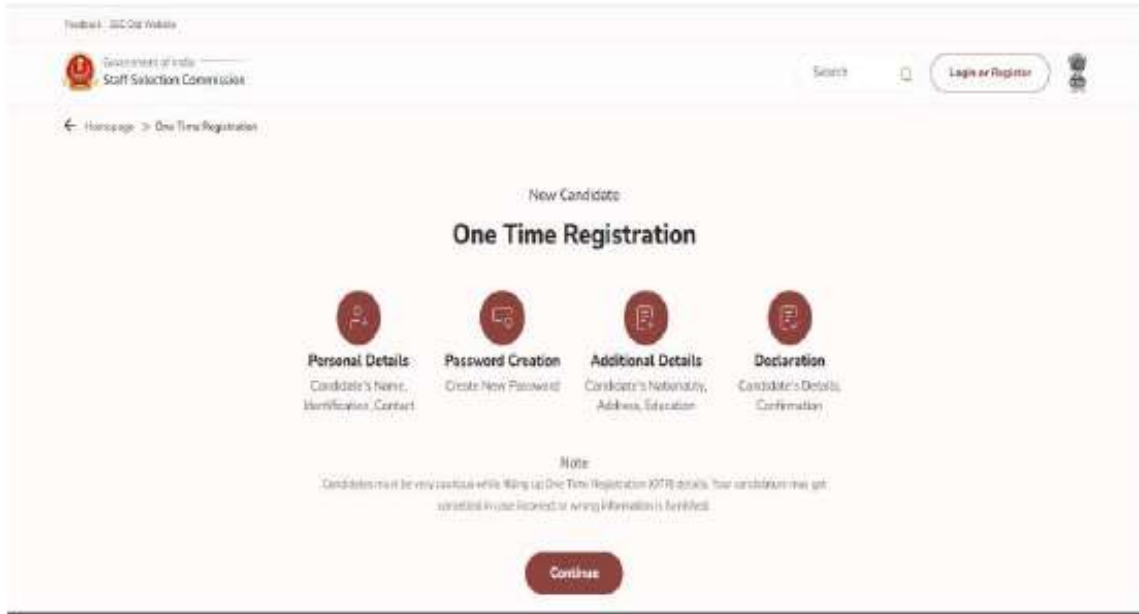 Feedback SSC Old Website
Government of India
Staff Selection Commission
Search
Login or Register
Homepage > One Time Registration
New Candidate
One Time Registration
Personal Details
Candidate's Name,
Identification, Contact
Password Creation
Create New Password
Additional Details
Candidate's Nationality,
Address, Education
Declaration
Candidate's Details,
Confirmation
Note
Candidates must be very cautious while filling up One Time Registration (OTR) details. Your candidature may get
cancelled in case incorrect or wrong information is furnished.
Continue